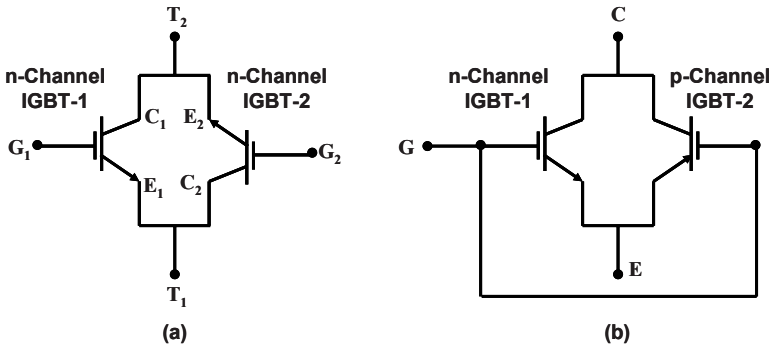 T2
n-Channel
IGBT-1
n-Channel
IGBT-2
C1
E2
G1
G2
E1
C2
T1
(a)
C
n-Channel
IGBT-1
p-Channel
IGBT-2
G
E
(b)